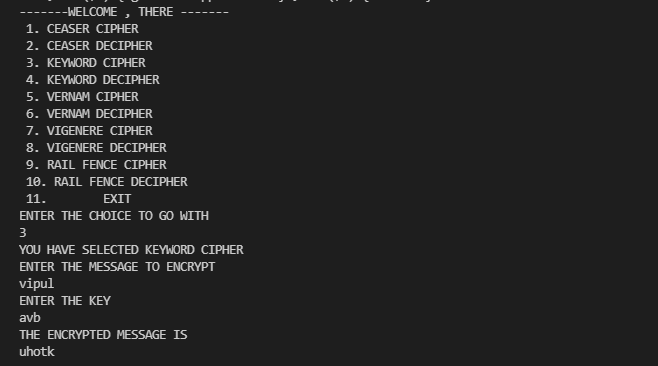 -------WELCOME , THERE -------
1. CEASER CIPHER
2. CEASER DECIPHER
3. KEYWORD CIPHER
4. KEYWORD DECIPHER
5. VERNAM CIPHER
6. VERNAM DECIPHER
7. VIGENERE CIPHER
8. VIGENERE DECIPHER
9. RAIL FENCE CIPHER
10. RAIL FENCE DECIPHER
11. EXIT
ENTER THE CHOICE TO GO WITH
3
YOU HAVE SELECTED KEYWORD CIPHER
ENTER THE MESSAGE TO ENCRYPT
vipul
ENTER THE KEY
avb
THE ENCRYPTED MESSAGE IS
uhotk